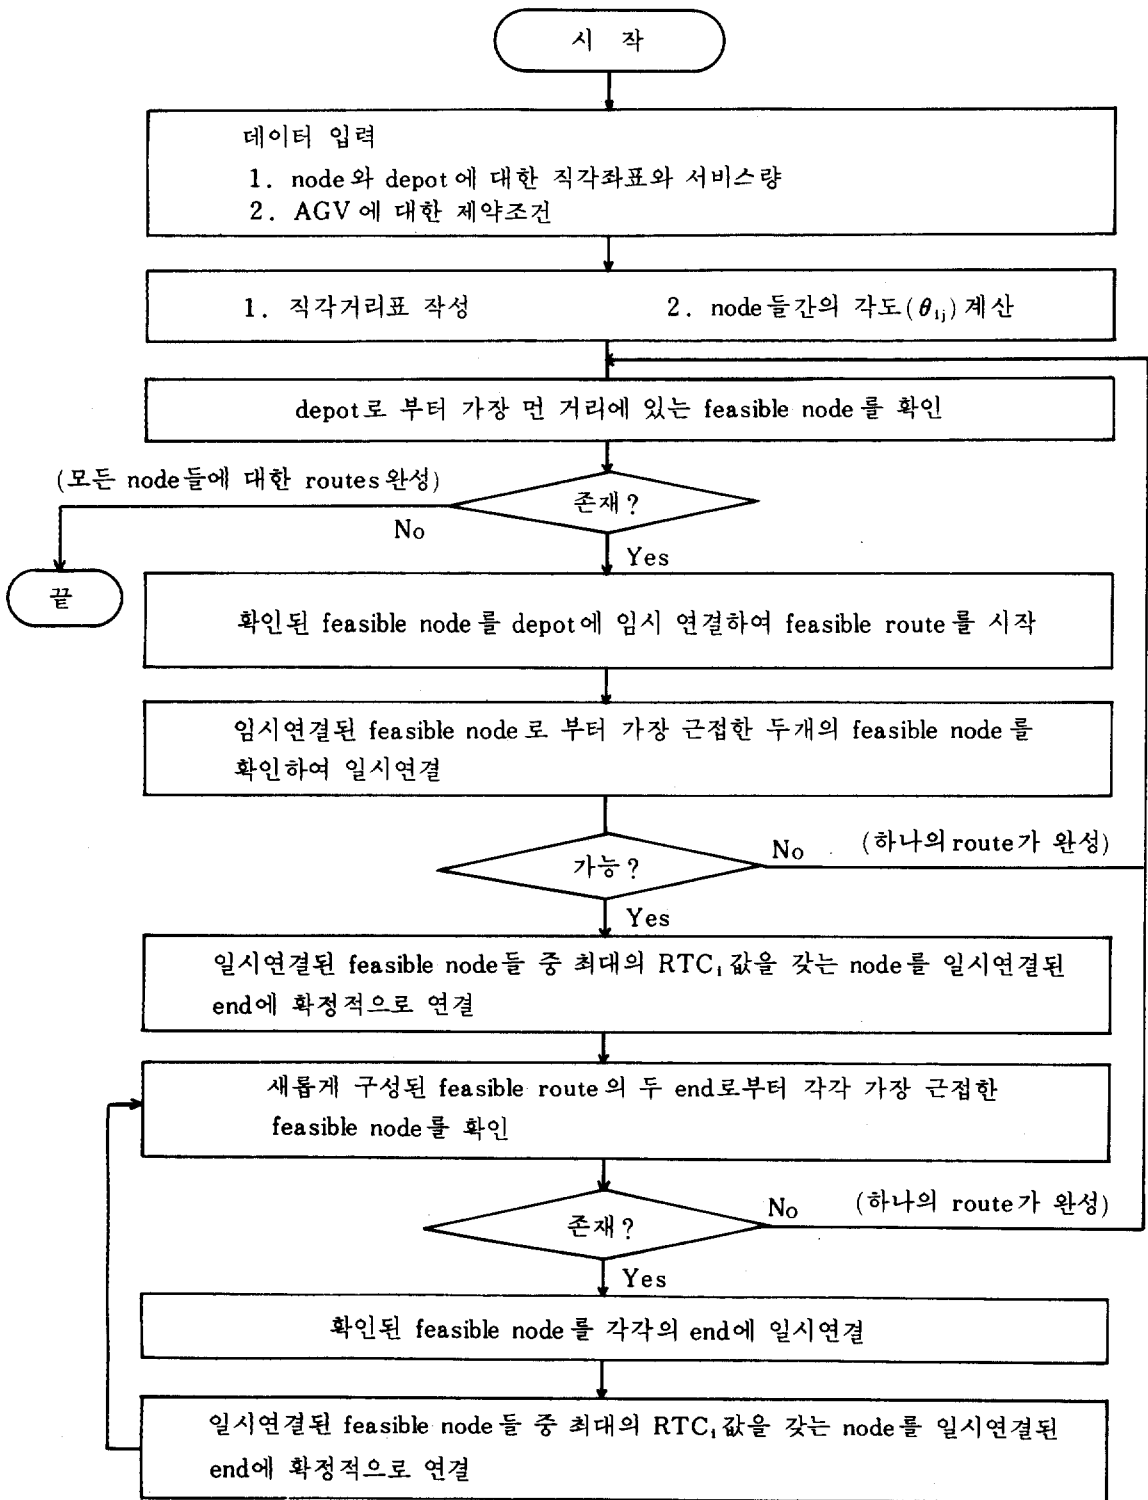 시 작
데이터 입력
1. node와 depot에 대한 직각좌표와 서비스량
2. AGV에 대한 제약조건
1. 직각거리표 작성 2. node들간의 각도(θij) 계산
depot로 부터 가장 먼 거리에 있는 feasible node를 확인
(모든 node들에 대한 routes완성)
존재?
No
Yes
끝
확인된 feasible node를 depot에 임시 연결하여 feasible route를 시작
임시연결된 feasible node로 부터 가장 근접한 두개의 feasible node를
확인하여 일시연결
가능?
No (하나의 route가 완성)
Yes
일시연결된 feasible node들 중 최대의 RTCi값을 갖는 node를 일시연결된
end에 확정적으로 연결
새롭게 구성된 feasible route의 두 end로부터 각각 가장 근접한
feasible node를 확인
존재?
No (하나의 route가 완성)
Yes
확인된 feasible node를 각각의 end에 일시연결
일시연결된 feasible node들 중 최대의 RTCi값을 갖는 node를 일시연결된
end에 확정적으로 연결